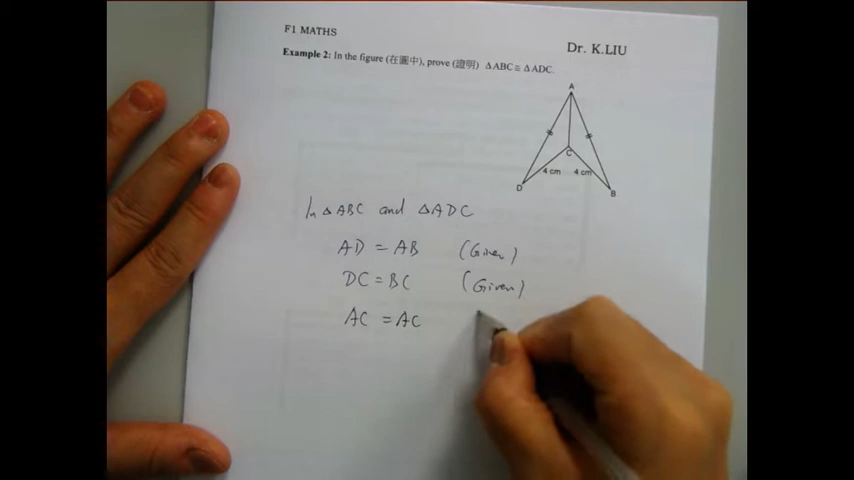 F1 MATHS
Dr. K.LIU
Example 2: In the figure (在圖中), prove (證明) ΔABC ≅ ΔADC.
A
C
4 cm 4 cm
D
B
In ΔABC and ΔADC
AD = AB (Given)
DC = BC (Given)
AC = AC